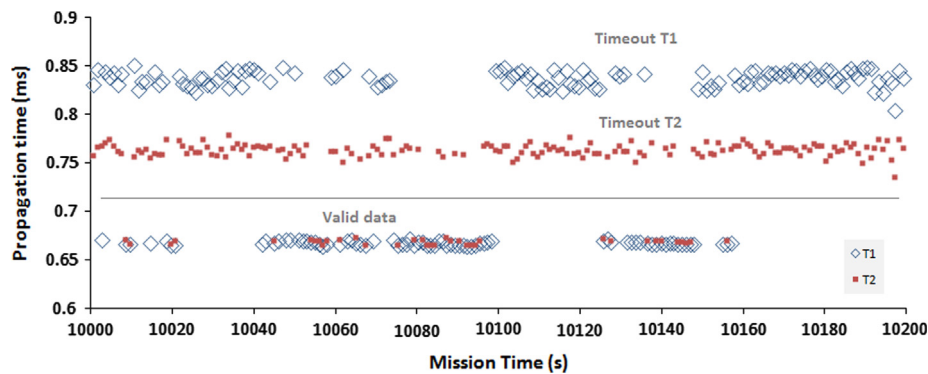 0.9
Timeout T1
0.85
0.8
Timeout T2
0.75
0.7
Valid data
0.65
0.6
Propagation time (ms)
T1
T2
10000 10020 10040 10060 10080 10100 10120 10140 10160 10180 10200
Mission Time (s)